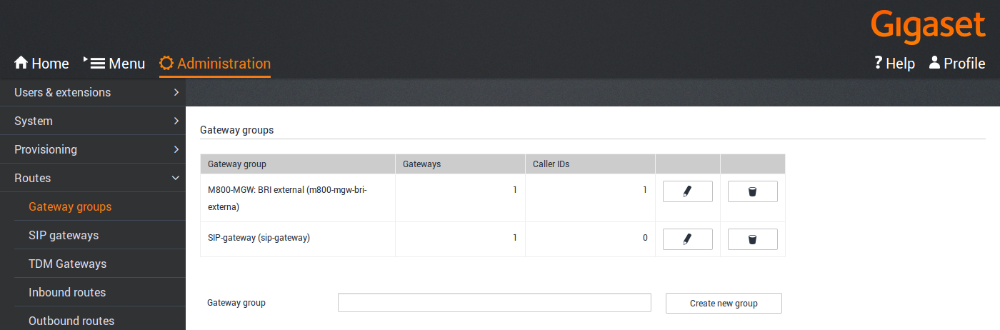 Gigaset
Home Menu Administration Help Profile
Users & extensions
System
Provisioning
Routes
Gateway groups
SIP gateways
TDM Gateways
Inbound routes
Outbound routes
Gateway groups
Gateway group Gateways Caller IDs
M800-MGW: BRI external (m800-mgw-bri- 1 1
externa)
SIP-gateway (sip-gateway) 1 0
Gateway group Create new group